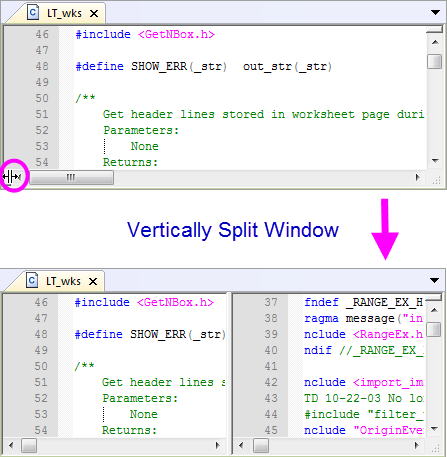 LT_wks
46 #include <GetNBox.h>
47
48 #define SHOW_ERR(_str) out_str(_str)
49
50 /**
51 Get header lines stored in worksheet page duri
52 Parameters:
53 None
54 Returns:
Vertically Split Window
LT_wks
46 #include <GetNBox.h>
47
48 #define SHOW_ERR(_str)
49
50 /**
51 Get header lines s
52 Parameters:
53 None
54 Returns:
37 fndef _RANGE_EX_H
38 ragma message("in
39 nclude <RangeEx.h
40 ndif //_RANGE_EX_
41
42 nclude <import_im
43 TD 10-22-03 No lo
44 #include "filter_
45 nclude "OriginEve